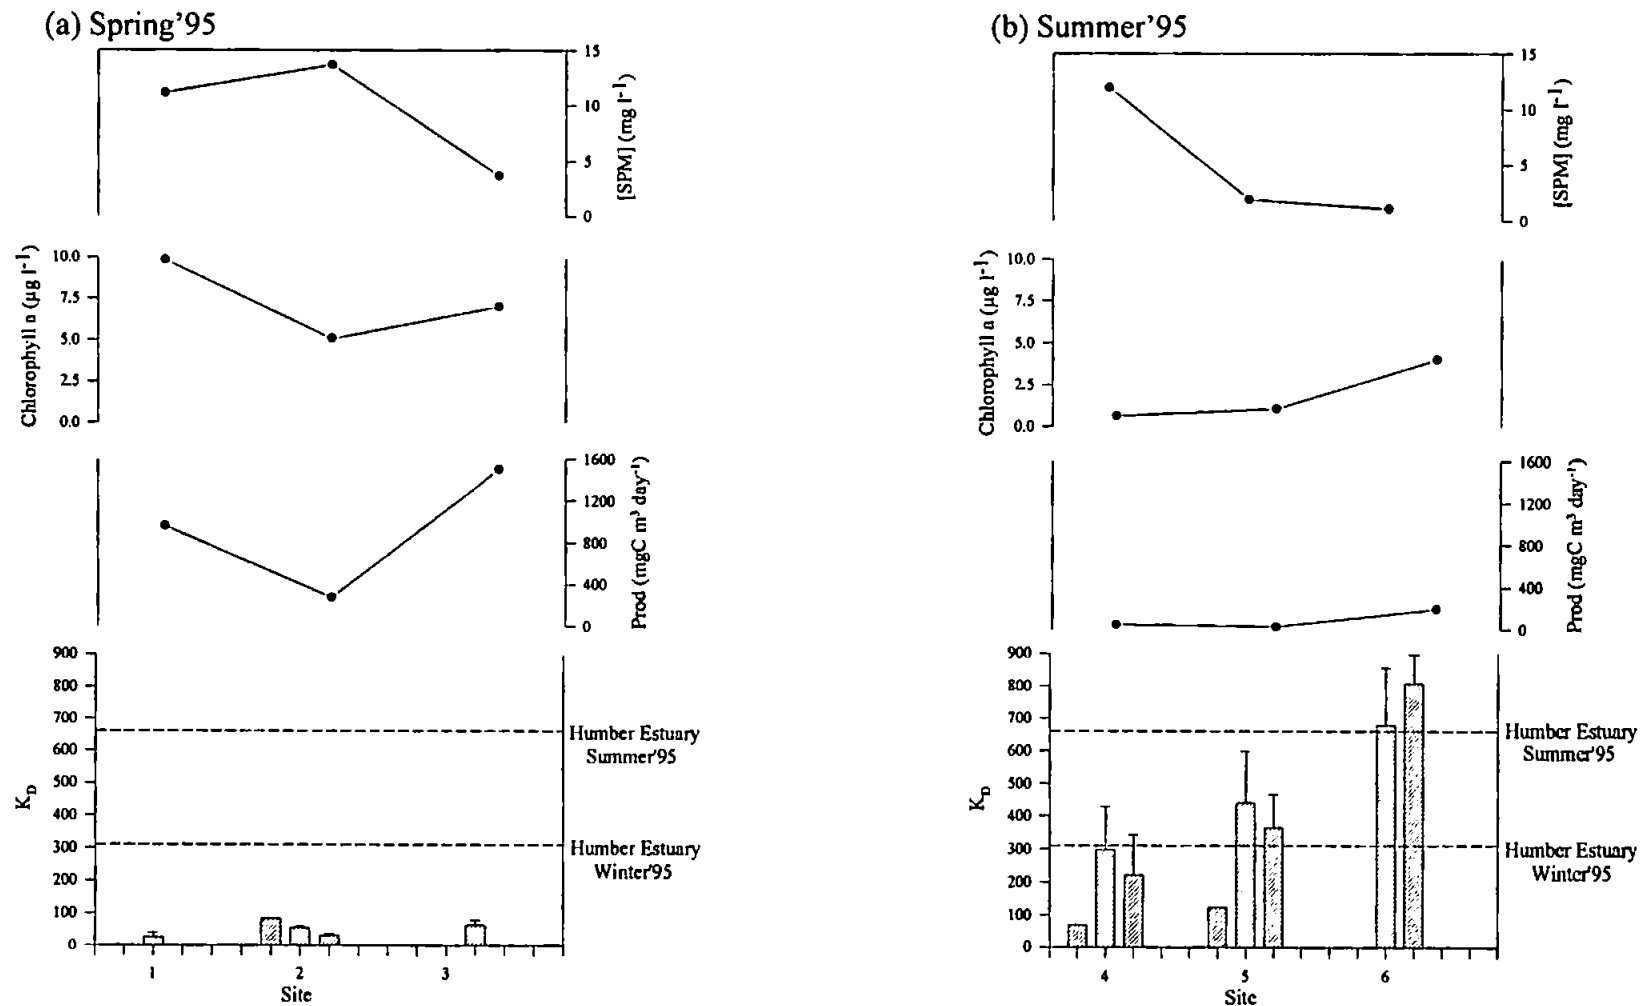 (a) Spring'95
15
10
5
0
[SPM] (mg l-1)
10.0
7.5
5.0
2.5
0.0
Chlorophyll a (µg l-1)
1600
1200
800
400
0
Prod (mgC m3 day-1)
900
800
700
600
500
400
300
200
100
0
KD
Humber Estuary
Summer'95
Humber Estuary
Winter'95
1
2
3
Site
(b) Summer'95
15
10
5
0
[SPM] (mg l-1)
10.0
7.5
5.0
2.5
0.0
Chlorophyll a (µg l-1)
1600
1200
800
400
0
Prod (mgC m3 day-1)
900
800
700
600
500
400
300
200
100
0
KD
Humber Estuary
Summer'95
Humber Estuary
Winter'95
4
5
6
Site